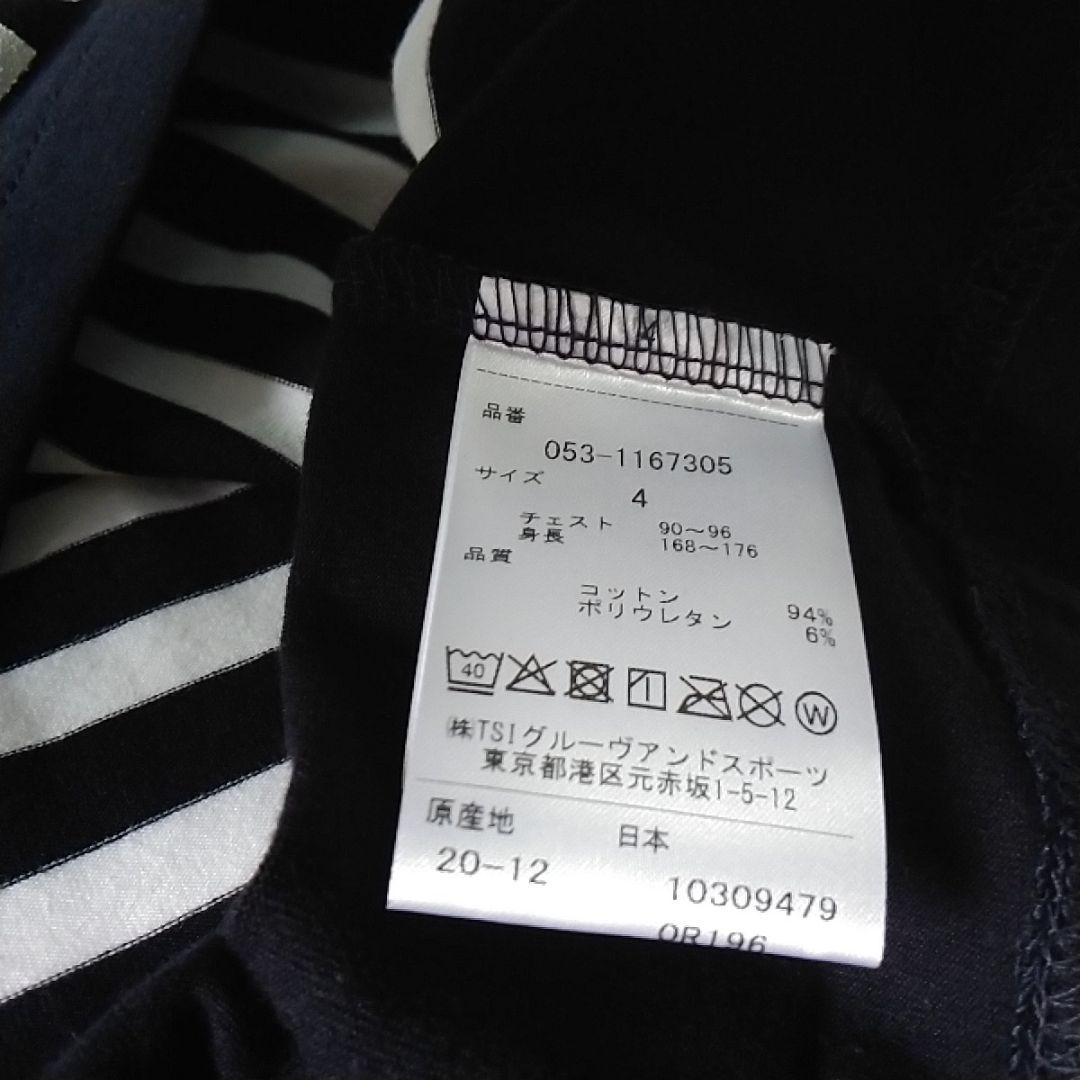 4
品番
053-1167305
サイズ
4
チェスト 90～96
身長 168～176
品質
コットン 94%
ポリウレタン 6%
40
W
㈱TSIグルーヴアンドスポーツ
東京都港区元赤坂1-5-12
原産地 日本
20-12 10309479
OR196